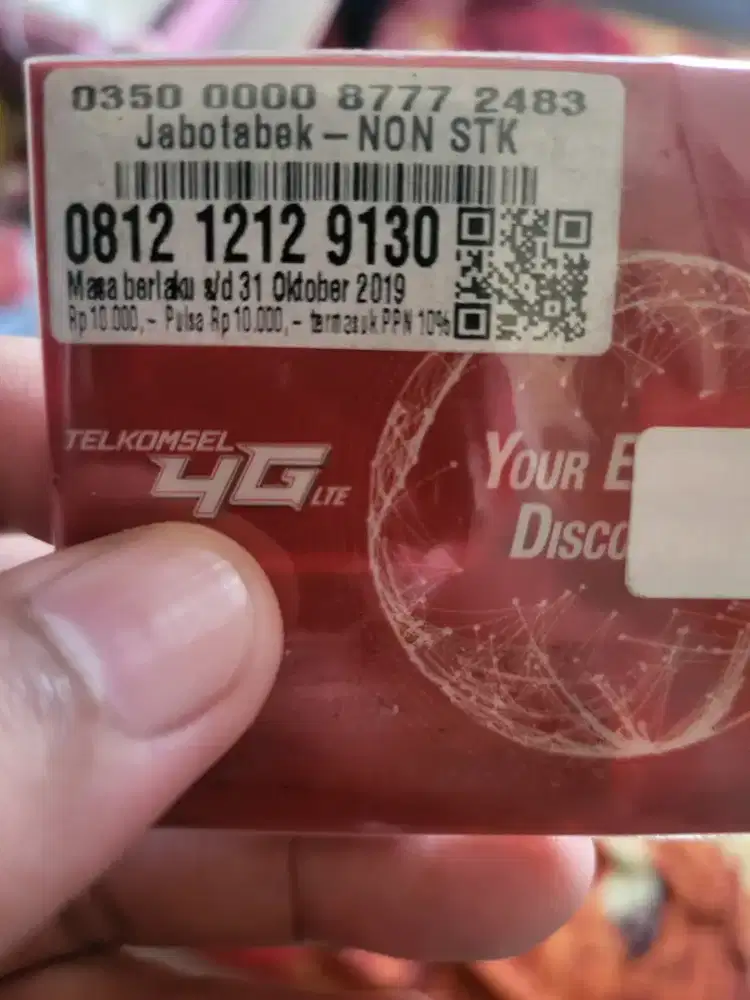 0350 0000 8777 2483
Jabotabek – NON STK
0812 1212 9130
Masa berlaku s/d 31 Oktober 2019
Rp 10.000,- Pulsa Rp 10.000,- termasuk PPN 10%
TELKOMSEL
4G LTE
YOUR E
DISCO